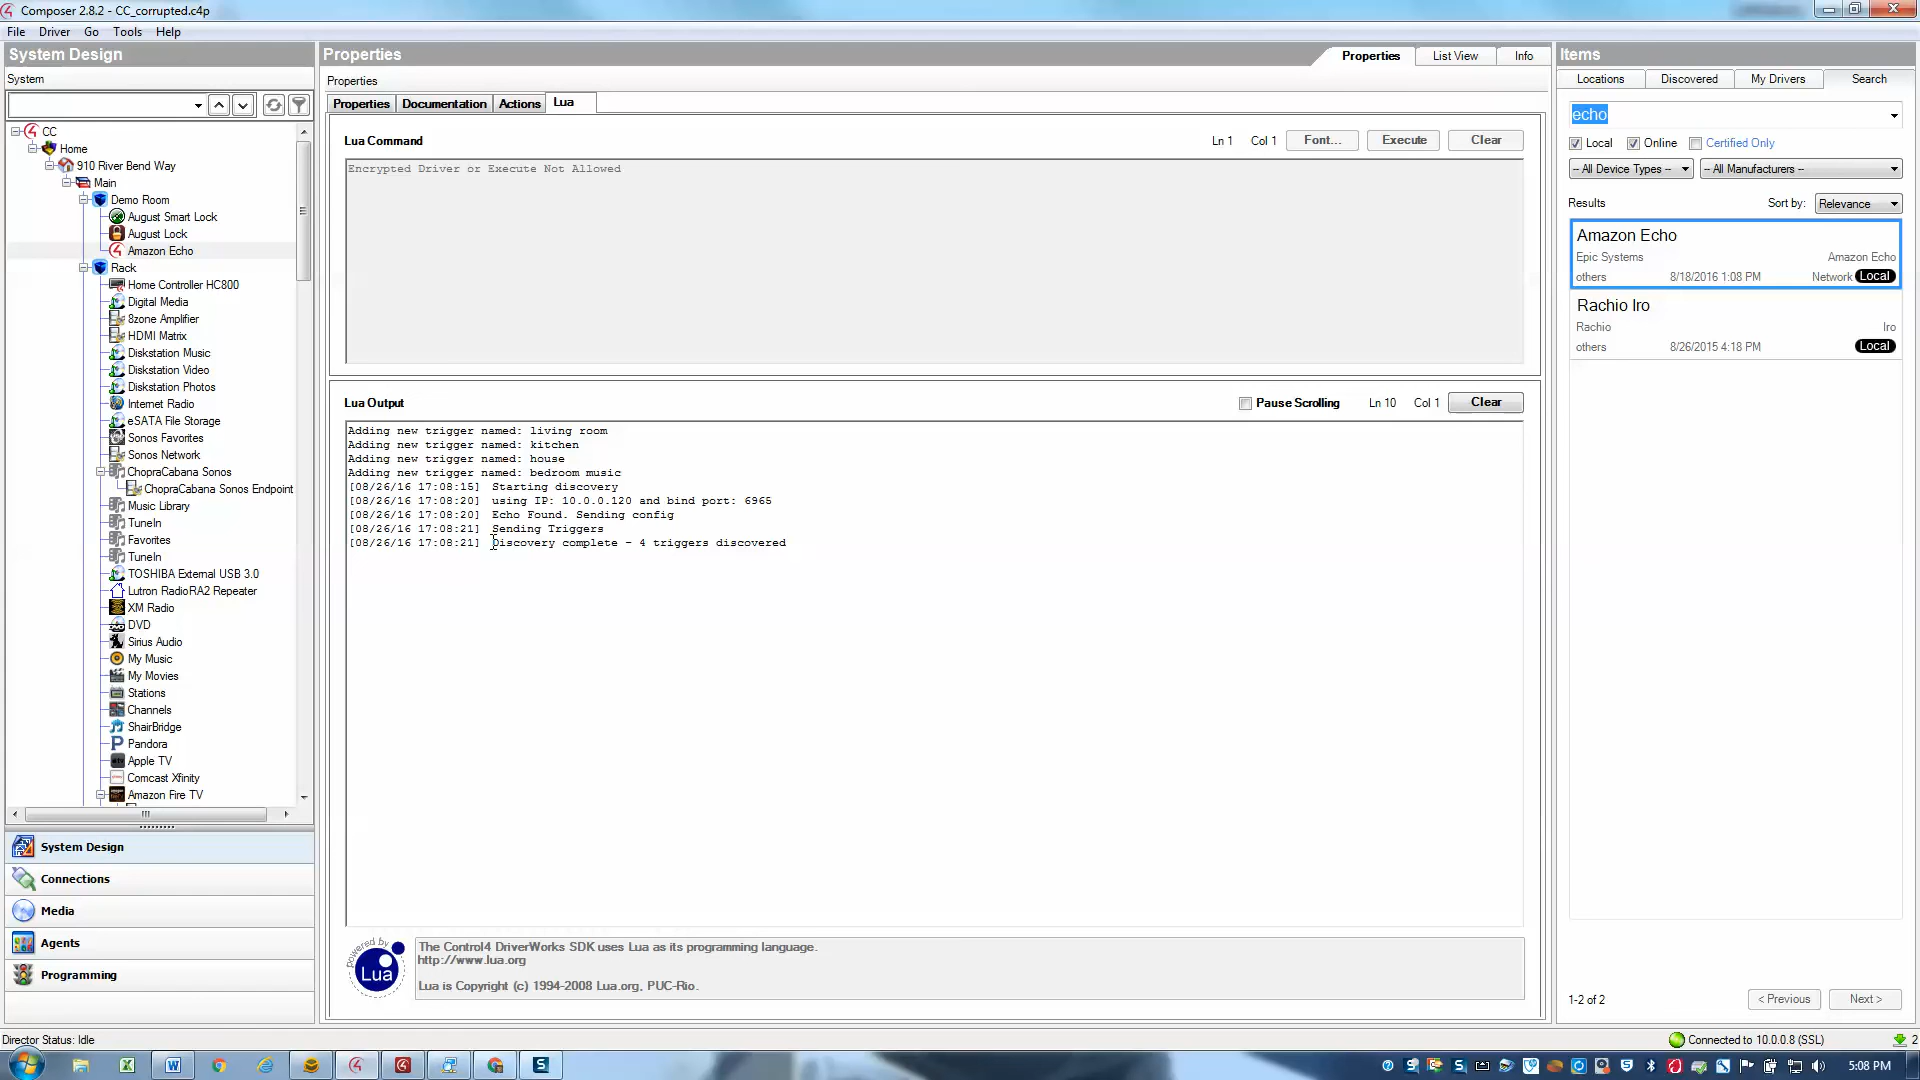 Composer 2.8.2 - CC_corrupted.c4p
File Driver Go Tools Help
System Design
System
CC
Home
910 River Bend Way
Main
Demo Room
August Smart Lock
August Lock
Amazon Echo
Rack
Home Controller HC800
Digital Media
8zone Amplifier
HDMI Matrix
Diskstation Music
Diskstation Video
Diskstation Photos
Internet Radio
eSATA File Storage
Sonos Favorites
Sonos Network
ChopraCabana Sonos
ChopraCabana Sonos Endpoint
Music Library
TuneIn
Favorites
TuneIn
TOSHIBA External USB 3.0
Lutron RadioRA2 Repeater
XM Radio
DVD
Sirius Audio
My Music
My Movies
Stations
Channels
ShairBridge
Pandora
Apple TV
Comcast Xfinity
Amazon Fire TV
System Design
Connections
Media
Agents
Programming
Properties
Properties List View Info
Properties
Properties Documentation Actions Lua
Lua Command Ln 1 Col 1 Font... Execute Clear
Encrypted Driver or Execute Not Allowed
Lua Output Pause Scrolling Ln 10 Col 1 Clear
Adding new trigger named: living room
Adding new trigger named: kitchen
Adding new trigger named: house
Adding new trigger named: bedroom music
[08/26/16 17:08:15] Starting discovery
[08/26/16 17:08:20] using IP: 10.0.0.120 and bind port: 6965
[08/26/16 17:08:20] Echo Found. Sending config
[08/26/16 17:08:21] Sending Triggers
[08/26/16 17:08:21] Discovery complete - 4 triggers discovered
powered by
Lua
The Control4 DriverWorks SDK uses Lua as its programming language.
http://www.lua.org
Lua is Copyright (c) 1994-2008 Lua.org, PUC-Rio.
Items
Locations Discovered My Drivers Search
echo
Local Online Certified Only
-- All Device Types -- -- All Manufacturers --
Results Sort by: Relevance
Amazon Echo
Epic Systems Amazon Echo
others 8/18/2016 1:08 PM Network Local
Rachio Iro
Rachio Iro
others 8/26/2015 4:18 PM Local
1-2 of 2 < Previous Next >
Director Status: Idle Connected to 10.0.0.8 (SSL) 2
5:08 PM